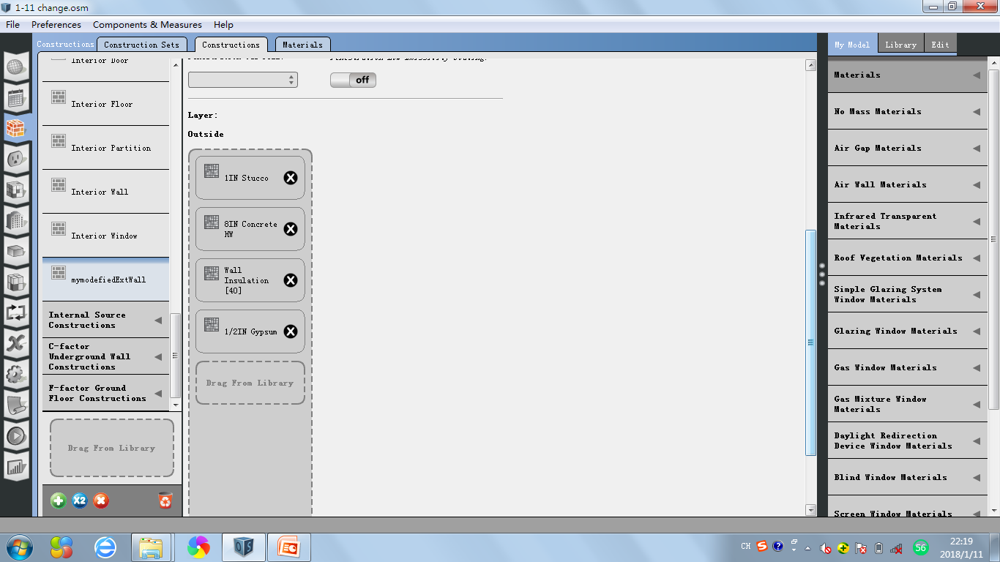 1-11 change.osm
File Preferences Components & Measures Help
Constructions Construction Sets Constructions Materials
My Model Library Edit
Interior Door
Interior Floor
Interior Partition
Interior Wall
Interior Window
mymodefiedExtWall
Internal Source
Constructions
C-factor
Underground Wall
Constructions
F-factor Ground
Floor Constructions
Drag From Library
X2
off
Layer:
Outside
1IN Stucco
8IN Concrete
HW
Wall
Insulation
[40]
1/2IN Gypsum
Drag From Library
Materials
No Mass Materials
Air Gap Materials
Air Wall Materials
Infrared Transparent
Materials
Roof Vegetation Materials
Simple Glazing System
Window Materials
Glazing Window Materials
Gas Window Materials
Gas Mixture Window
Materials
Daylight Redirection
Device Window Materials
Blind Window Materials
Screen Window Materials
CH
56
22:19
2018/1/11